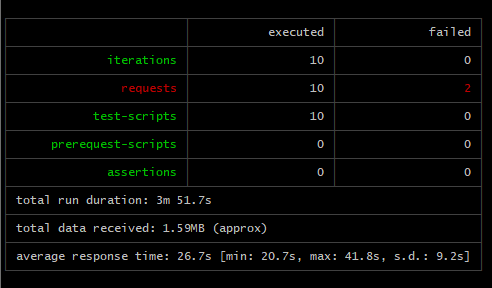 executed failed
iterations 10 0
requests 10 2
test-scripts 10 0
prerequest-scripts 0 0
assertions 0 0
total run duration: 3m 51.7s
total data received: 1.59MB (approx)
average response time: 26.7s [min: 20.7s, max: 41.8s, s.d.: 9.2s]